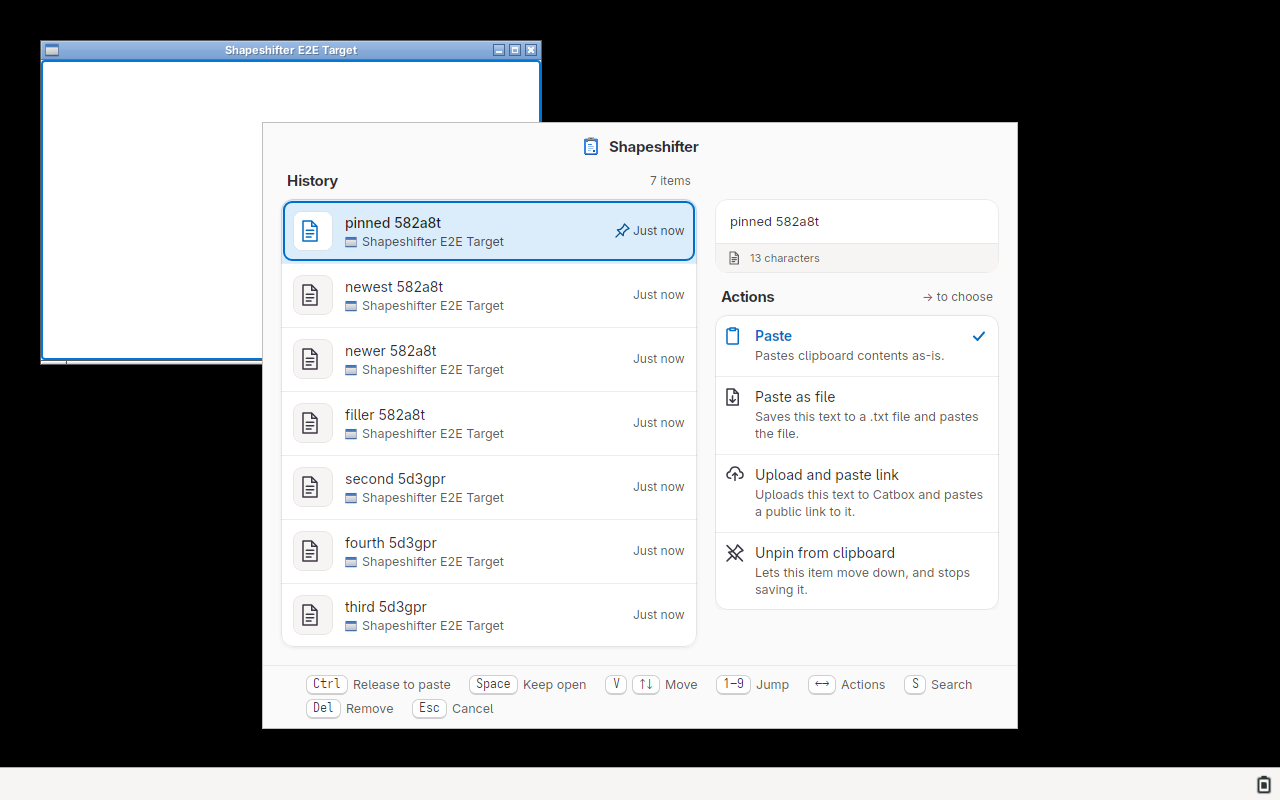 Shapeshifter E2E Target
Shapeshifter
History
7 items
pinned 582a8t
Shapeshifter E2E Target
Just now
newest 582a8t
Shapeshifter E2E Target
Just now
newer 582a8t
Shapeshifter E2E Target
Just now
filler 582a8t
Shapeshifter E2E Target
Just now
second 5d3gpr
Shapeshifter E2E Target
Just now
fourth 5d3gpr
Shapeshifter E2E Target
Just now
third 5d3gpr
Shapeshifter E2E Target
Just now
pinned 582a8t
13 characters
Actions
→ to choose
Paste
Pastes clipboard contents as-is.
Paste as file
Saves this text to a .txt file and pastes
the file.
Upload and paste link
Uploads this text to Catbox and pastes
a public link to it.
Unpin from clipboard
Lets this item move down, and stops
saving it.
Ctrl Release to paste Space Keep open V ↑↓ Move 1–9 Jump ↔ Actions S Search
Del Remove Esc Cancel